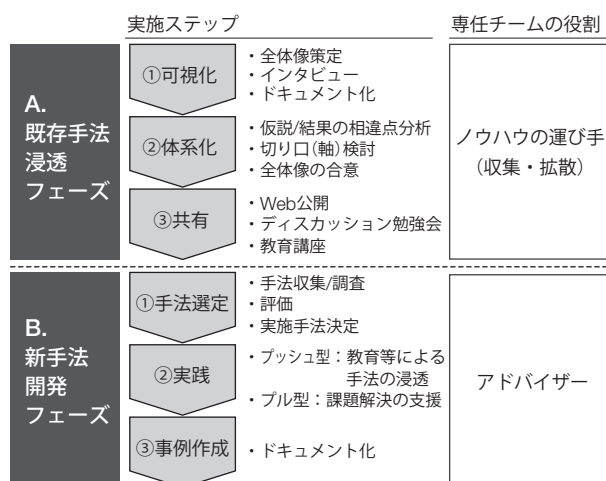 実施ステップ
専任チームの役割
A.
既存手法
浸透
フェーズ
①可視化
・全体像策定
・インタビュー
・ドキュメント化
②体系化
・仮説/結果の相違点分析
・切り口(軸)検討
・全体像の合意
③共有
・Web公開
・ディスカッション勉強会
・教育講座
ノウハウの運び手
(収集・拡散)
B.
新手法
開発
フェーズ
①手法選定
・手法収集/調査
・評価
・実施手法決定
②実践
・プッシュ型：教育等による
手法の浸透
・プル型：課題解決の支援
③事例作成
・ドキュメント化
アドバイザー